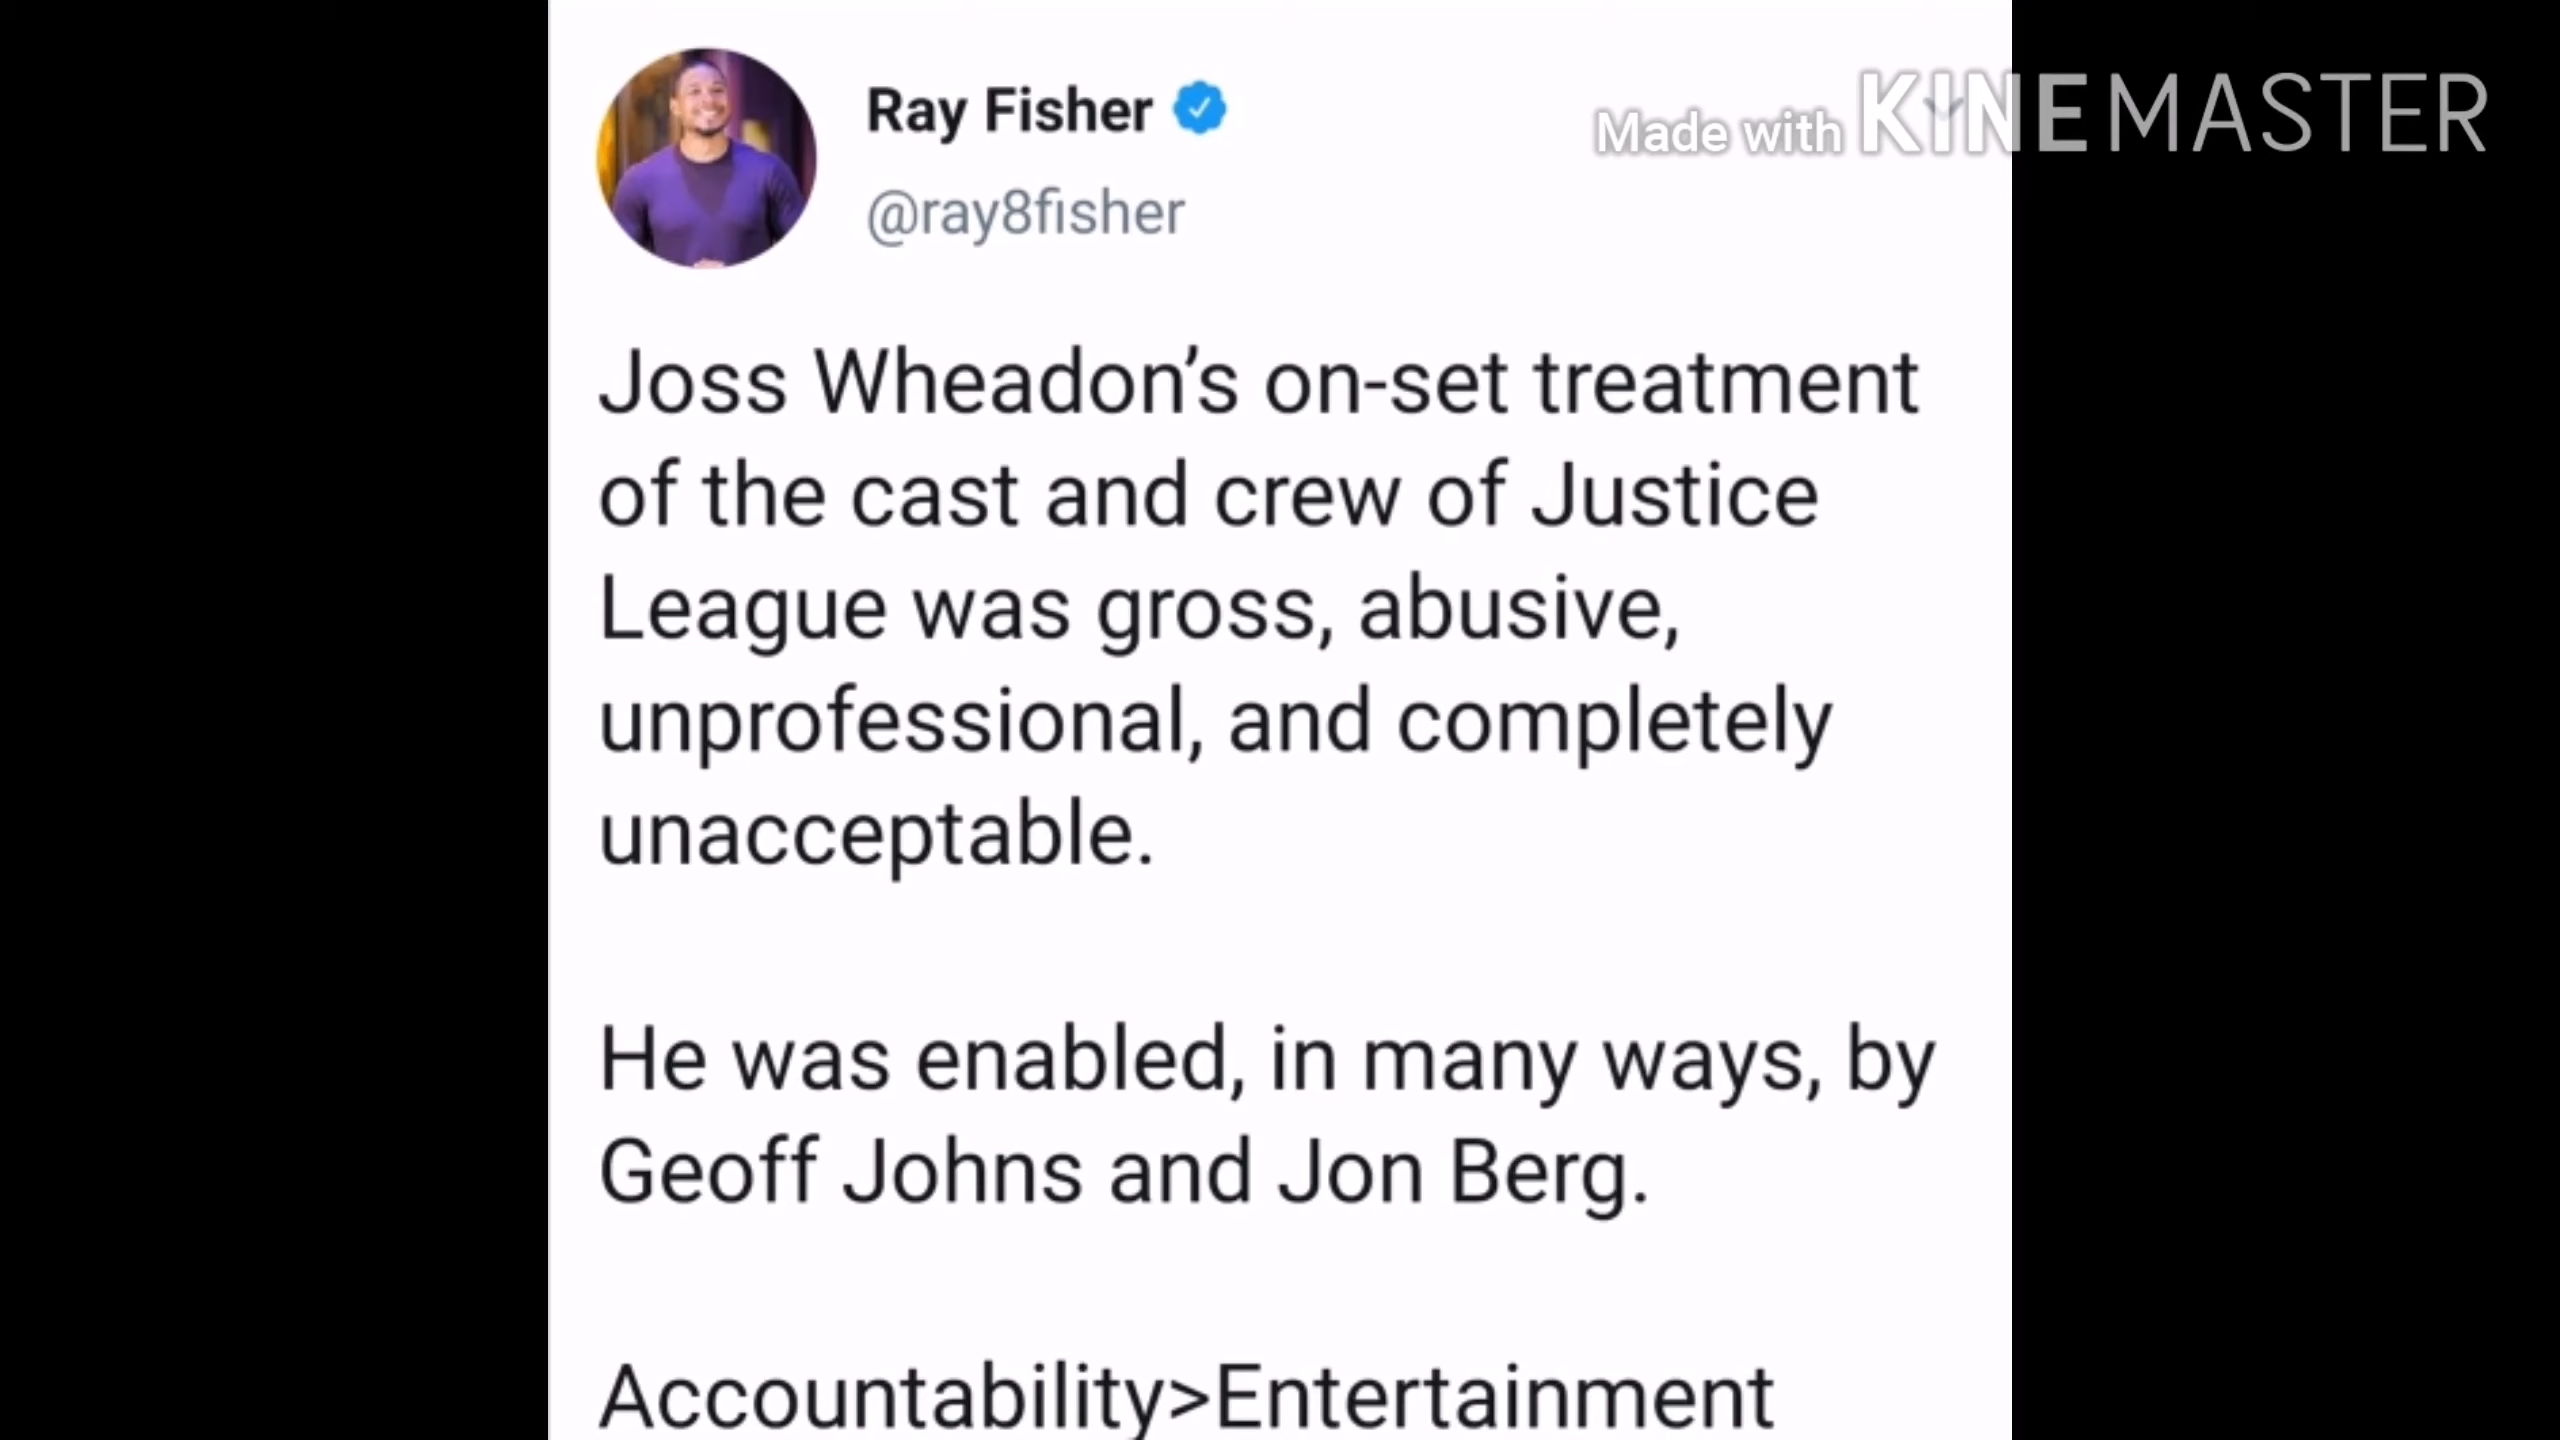 Ray Fisher
Made with KINEMASTER
@ray8fisher
Joss Wheadon’s on-set treatment
of the cast and crew of Justice
League was gross, abusive,
unprofessional, and completely
unacceptable.
He was enabled, in many ways, by
Geoff Johns and Jon Berg.
Accountability>Entertainment